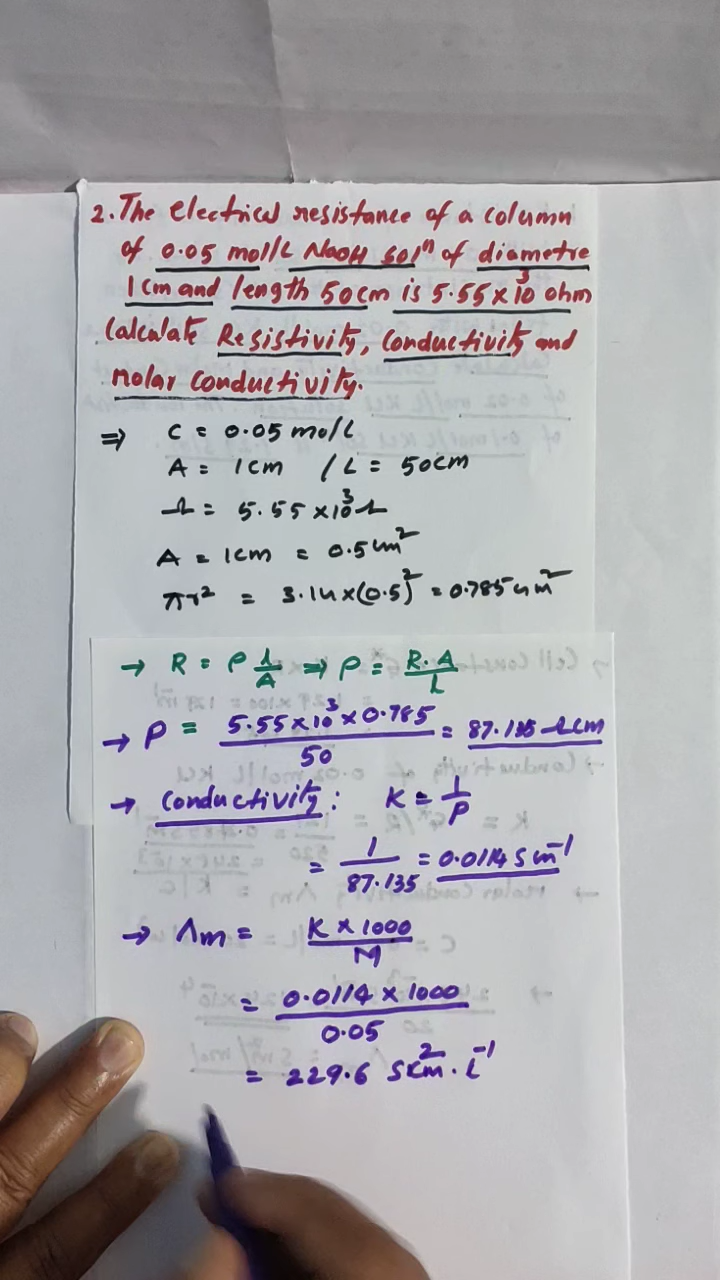 2. The electrical resistance of a column
of 0.05 mol/L NaOH solⁿ of diametre
1cm and length 50cm is 5.55 x 10³ ohm
Calculate Resistivity, Conductivity and
molar conductivity.
⇒ C = 0.05 mol/L
A = 1cm / L = 50cm
Ω = 5.55 x 10³ Ω
A = 1cm = 0.5 cm²
πr² = 3.14 x (0.5)² = 0.785 cm²
→ R = ρ l/A ⇒ ρ = R.A/L
→ ρ = 5.55 x 10³ x 0.785 / 50 = 87.135 Ω cm
→ Conductivity: K = 1/ρ
= 1/87.135 = 0.0114 S cm⁻¹
→ Λm = K x 1000 / M
= 0.0114 x 1000 / 0.05
= 229.6 S cm² . L⁻¹